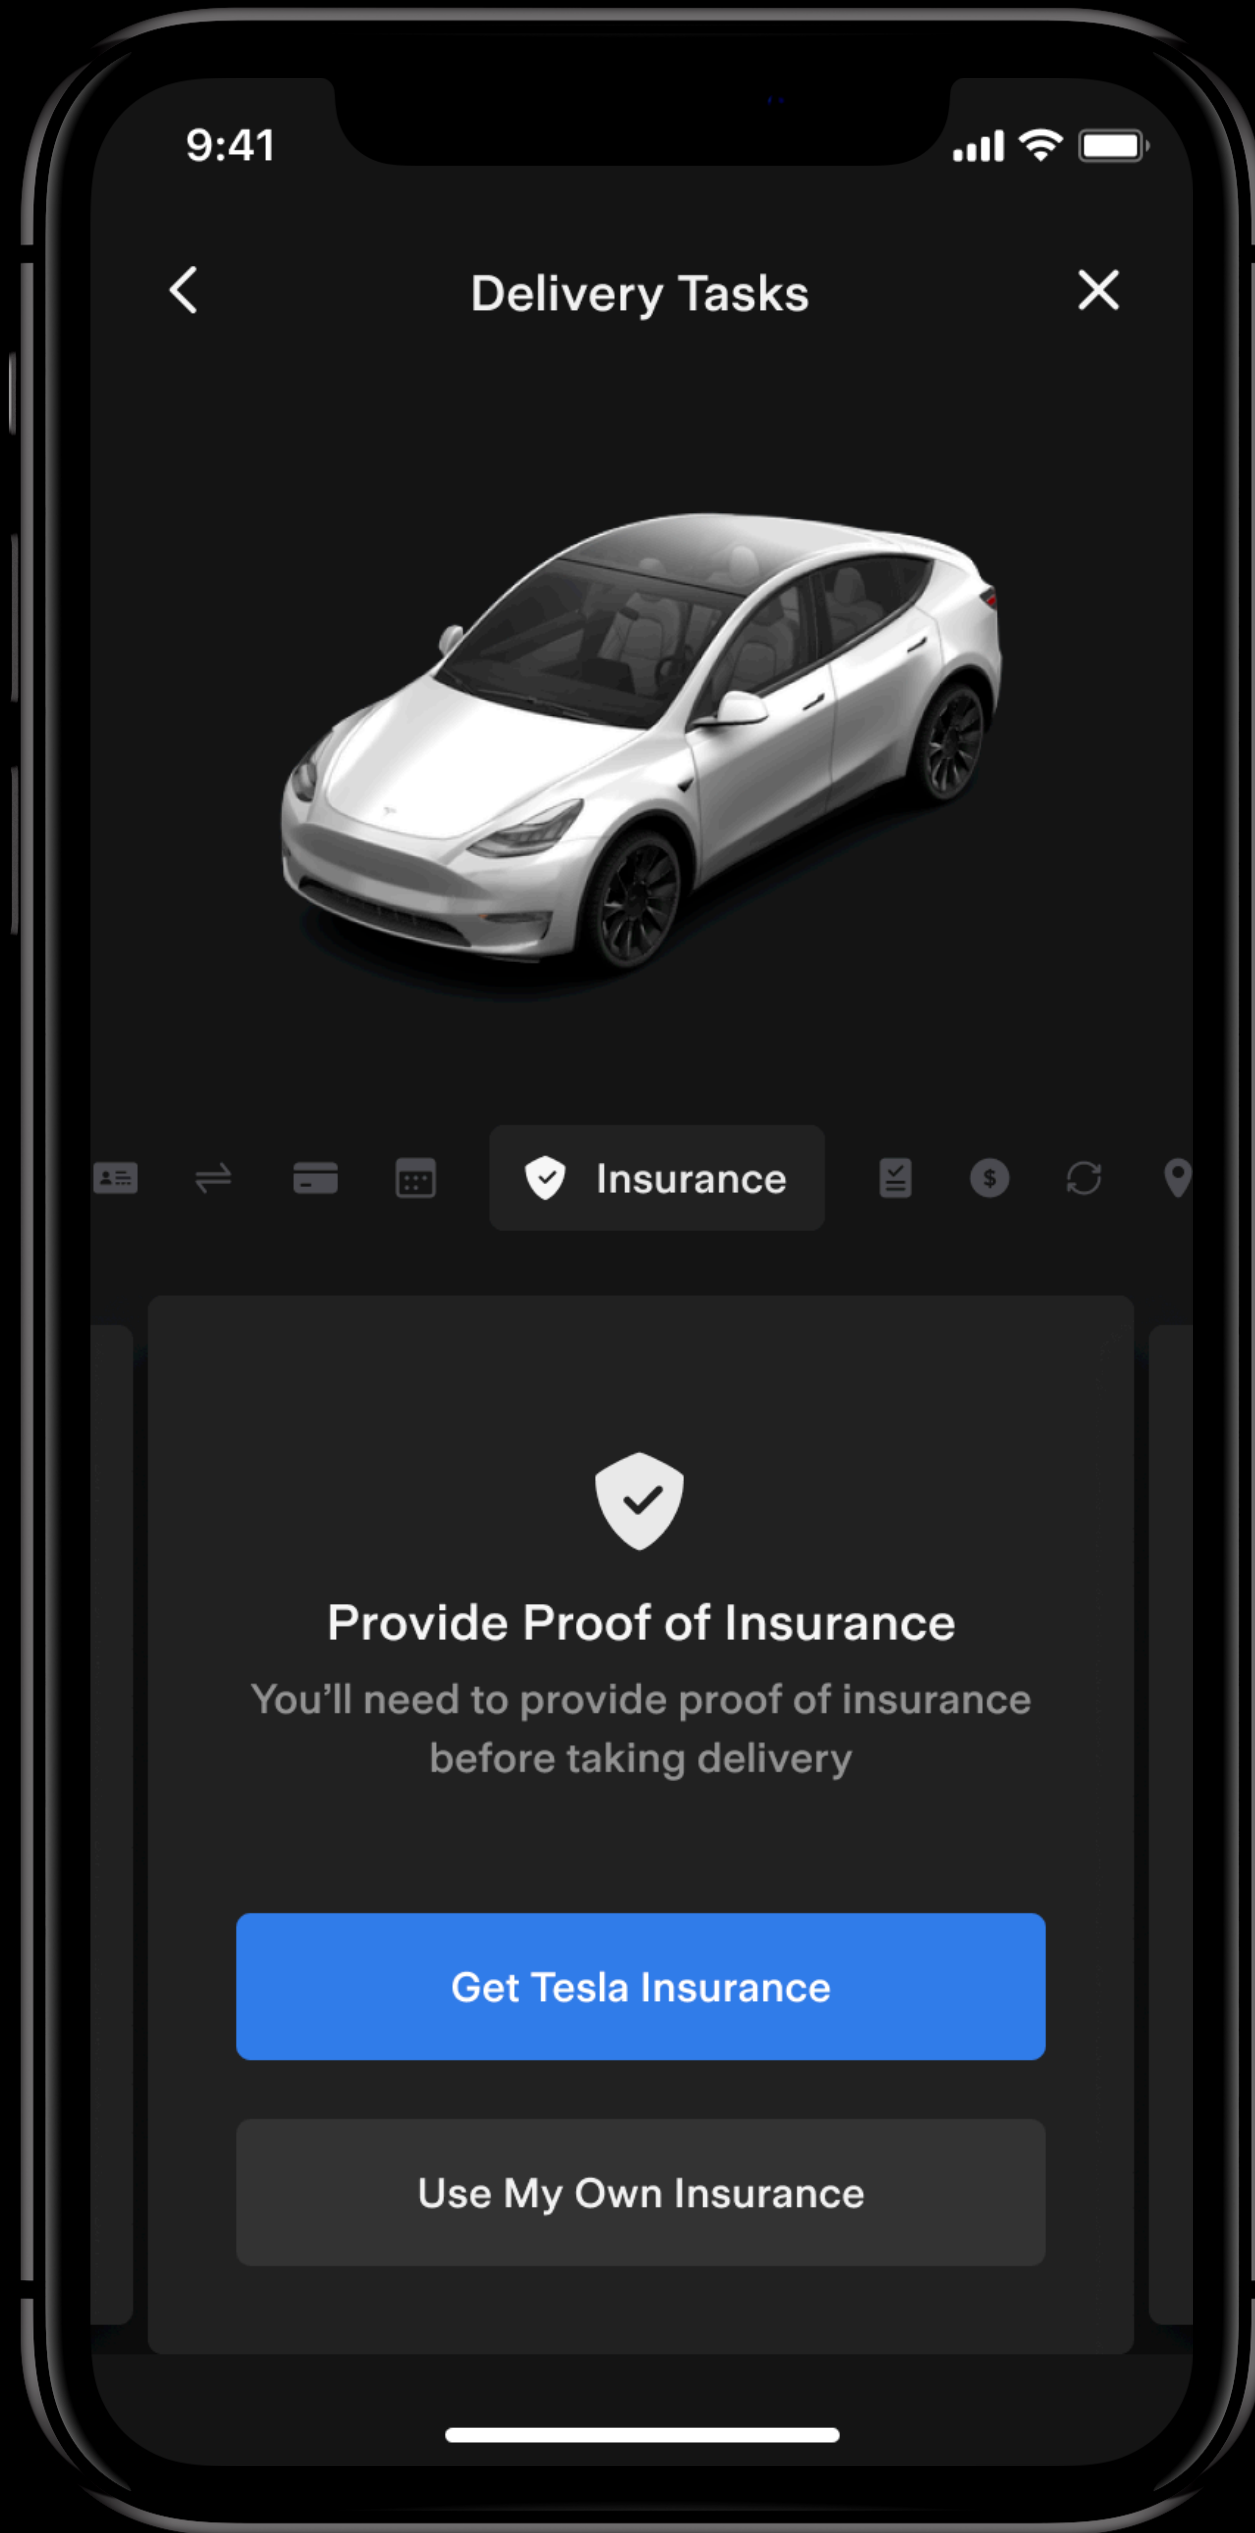 9:41
Delivery Tasks
Insurance
$
Provide Proof of Insurance
You’ll need to provide proof of insurance
before taking delivery
Get Tesla Insurance
Use My Own Insurance